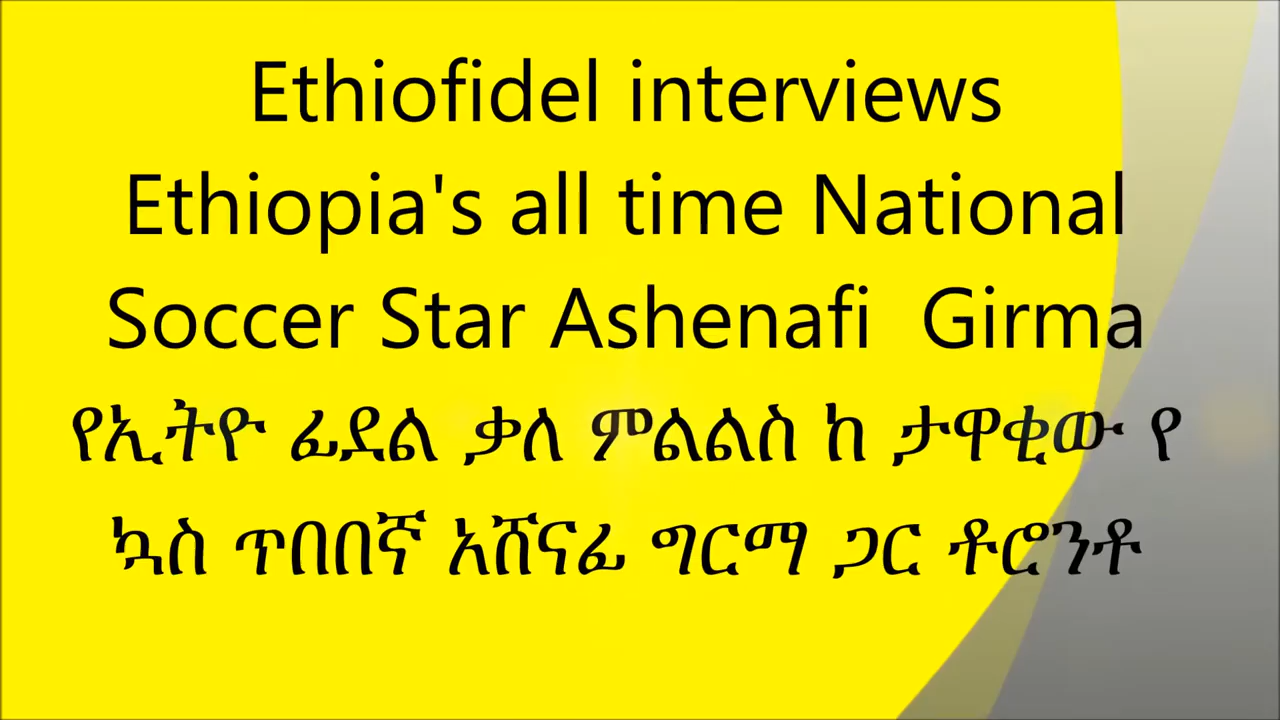 Ethiofidel interviews
Ethiopia's all time National
Soccer Star Ashenafi  Girma
የኢትዮ ፊደል ቃለ ምልልስ ከ ታዋቂው የ
ኳስ ጥበበኛ አሸናፊ ግርማ ጋር ቶሮንቶ